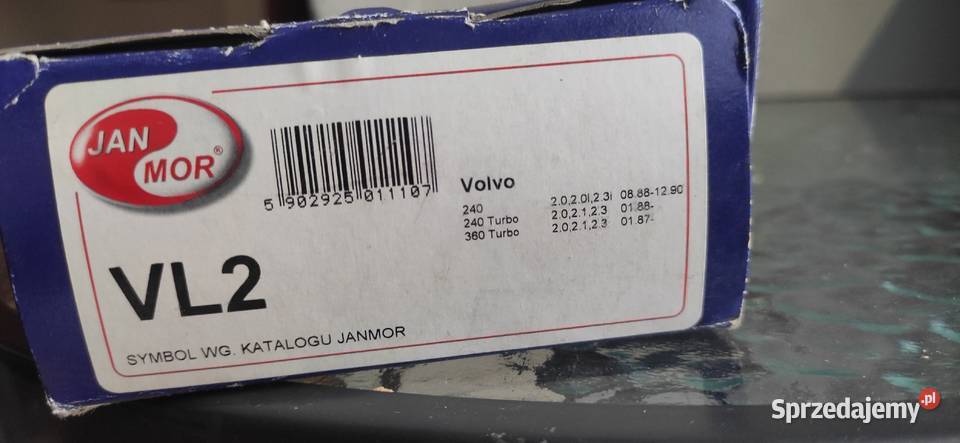 JAN
MOR®
5 902925 011107
Volvo
240 2.0,2.0i,2.3i 08.88-12.90
240 Turbo 2.0,2.1,2.3 01.88-
360 Turbo 2.0,2.1,2.3 01.87-
VL2
SYMBOL WG. KATALOGU JANMOR
Sprzedajemy.pl